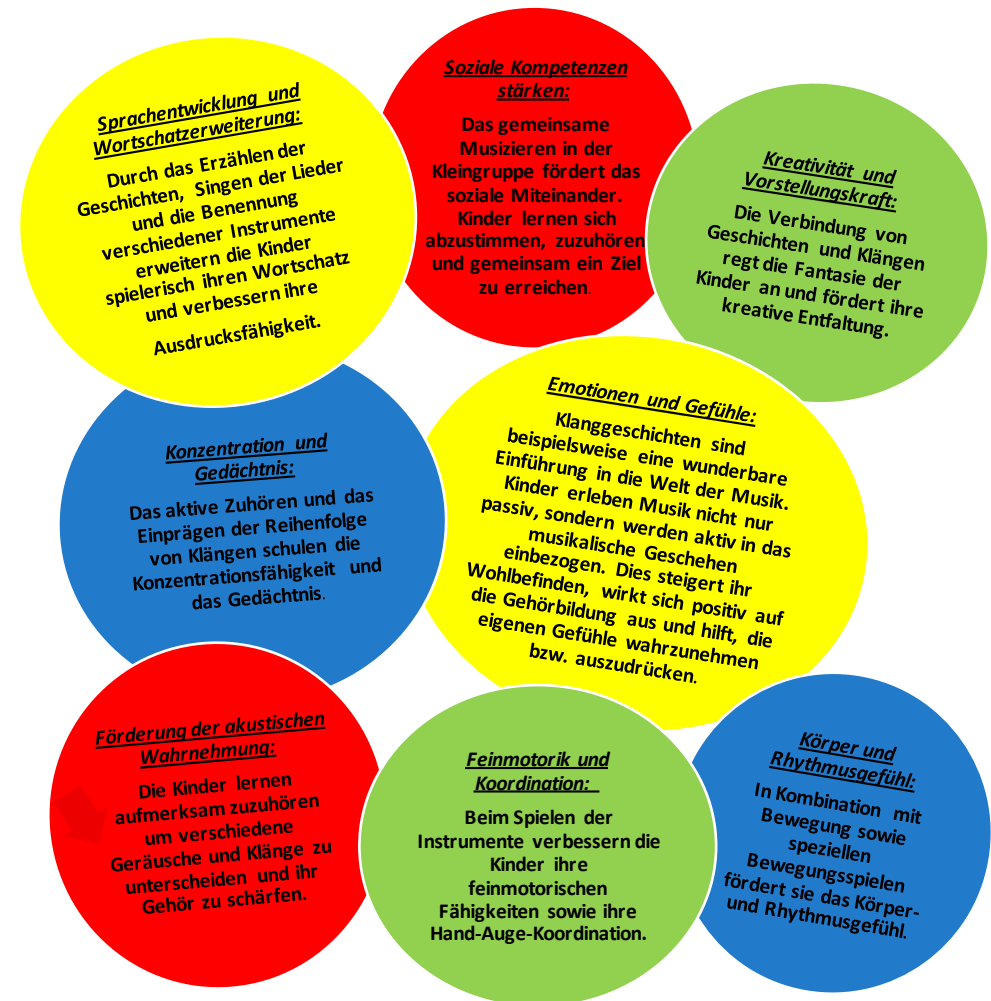 Sprachentwicklung und
Wortschatzerweiterung:
Durch das Erzählen der
Geschichten, Singen der Lieder
und die Benennung
verschiedener Instrumente
erweitern die Kinder
spielerisch ihren Wortschatz
und verbessern ihre
Ausdrucksfähigkeit.
Soziale Kompetenzen
stärken:
Das gemeinsame
Musizieren in der
Kleingruppe fördert das
soziale Miteinander.
Kinder lernen sich
abzustimmen, zuzuhören
und gemeinsam ein Ziel
zu erreichen.
Kreativität und
Vorstellungskraft:
Die Verbindung von
Geschichten und Klängen
regt die Fantasie der
Kinder an und fördert ihre
kreative Entfaltung.
Konzentration und
Gedächtnis:
Das aktive Zuhören und das
Einprägen der Reihenfolge
von Klängen schulen die
Konzentrationsfähigkeit und
das Gedächtnis.
Emotionen und Gefühle:
Klanggeschichten sind
beispielsweise eine wunderbare
Einführung in die Welt der Musik.
Kinder erleben Musik nicht nur
passiv, sondern werden aktiv in das
musikalische Geschehen
einbezogen. Dies steigert ihr
Wohlbefinden, wirkt sich positiv auf
die Gehörbildung aus und hilft, die
eigenen Gefühle wahrzunehmen
bzw. auszudrücken.
Förderung der akustischen
Wahrnehmung:
Die Kinder lernen
aufmerksam zuzuhören
um verschiedene
Geräusche und Klänge zu
unterscheiden und ihr
Gehör zu schärfen.
Feinmotorik und
Koordination:
Beim Spielen der
Instrumente verbessern die
Kinder ihre
feinmotorischen
Fähigkeiten sowie ihre
Hand-Auge-Koordination.
Körper und
Rhythmusgefühl:
In Kombination mit
Bewegung sowie
speziellen
Bewegungsspielen
fördert sie das Körper-
und Rhythmusgefühl.